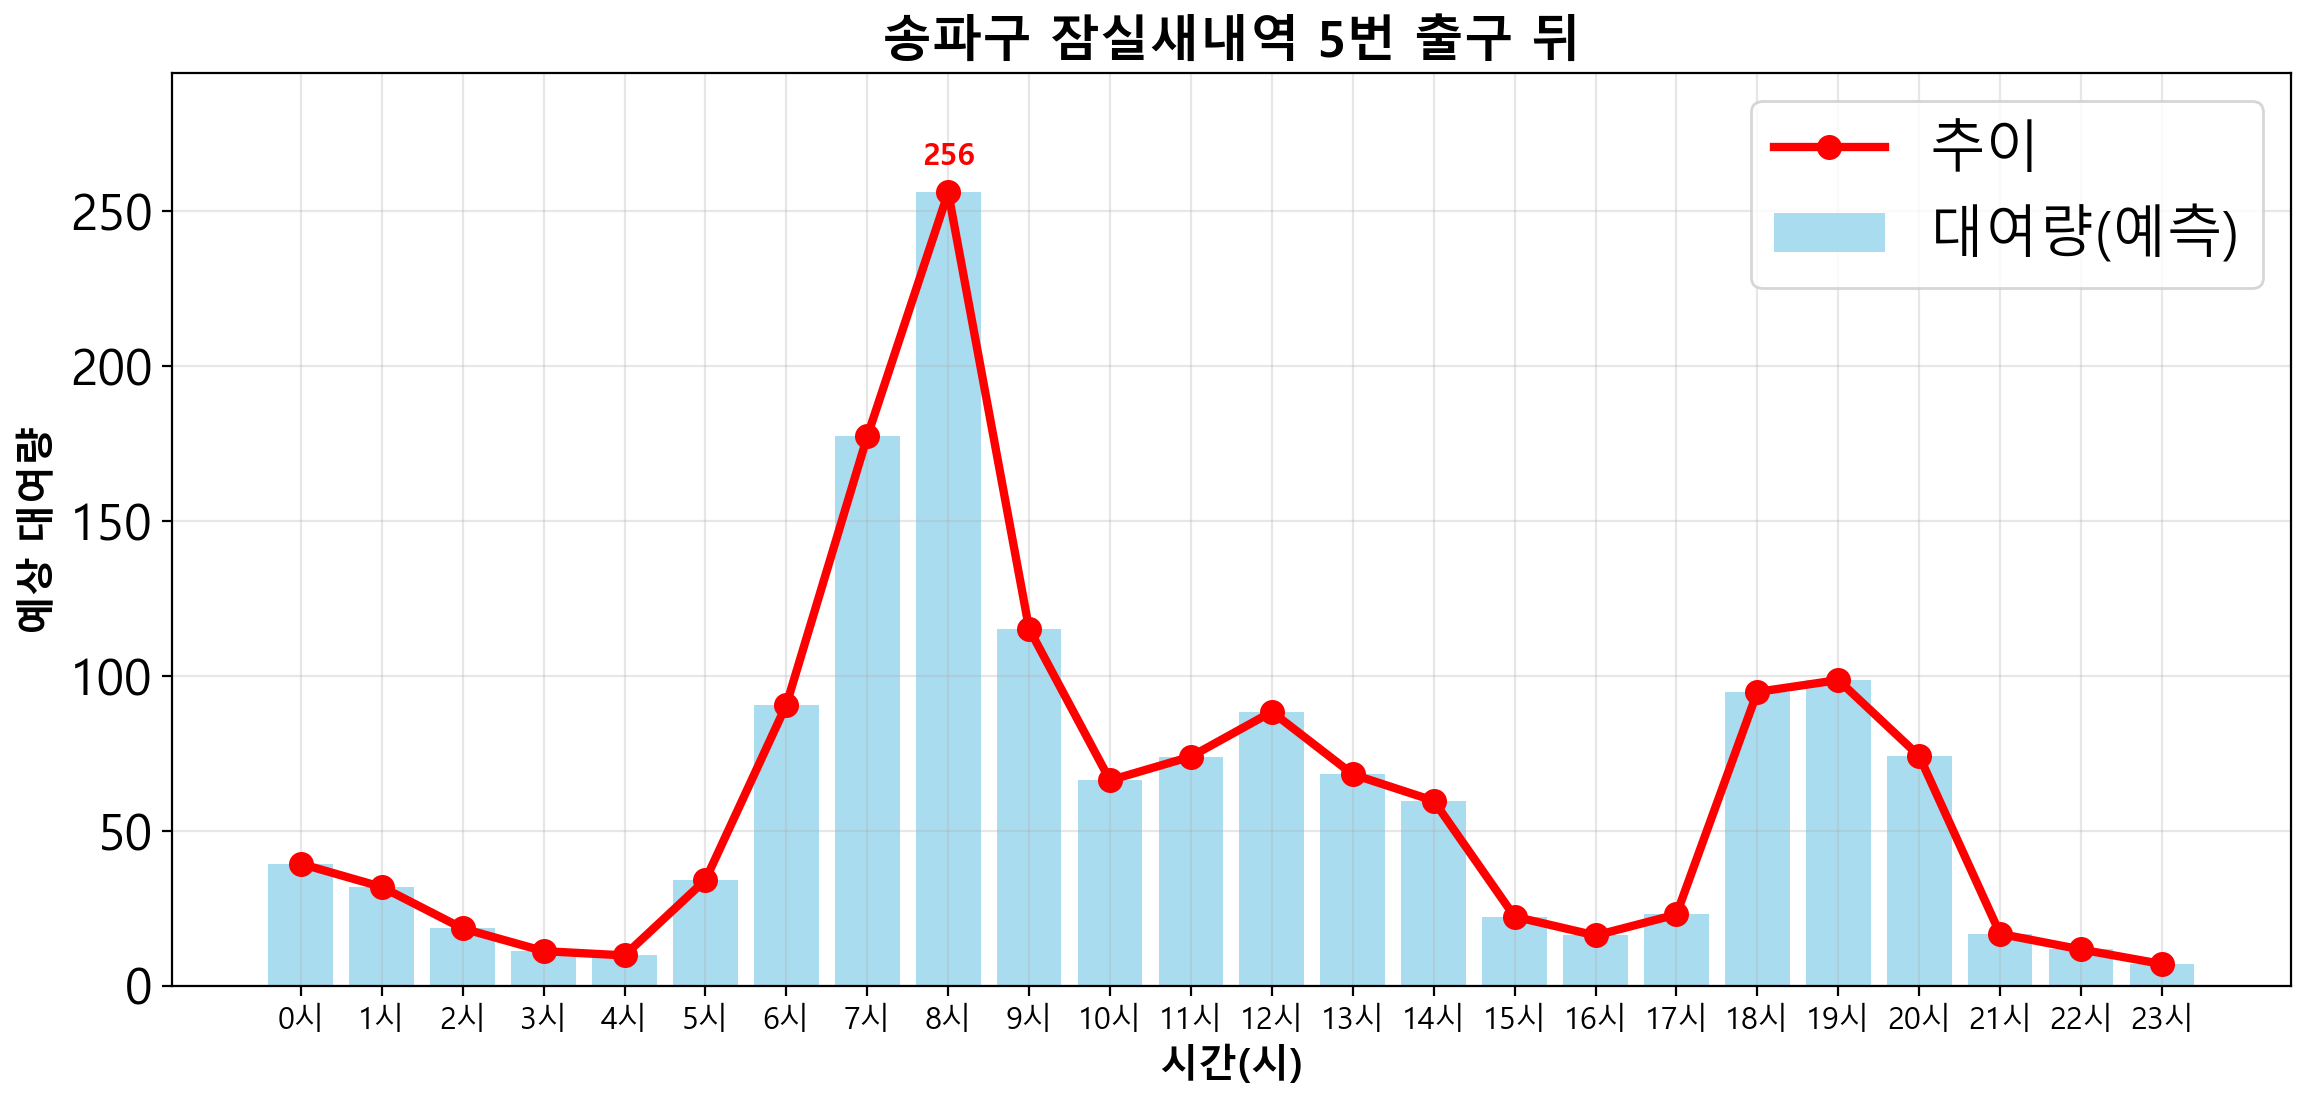 송파구 잠실새내역 5번 출구 뒤
추이
대여량(예측)
256
예상 대여량
250
200
150
100
50
0
0시 1시 2시 3시 4시 5시 6시 7시 8시 9시 10시 11시 12시 13시 14시 15시 16시 17시 18시 19시 20시 21시 22시 23시
시간(시)